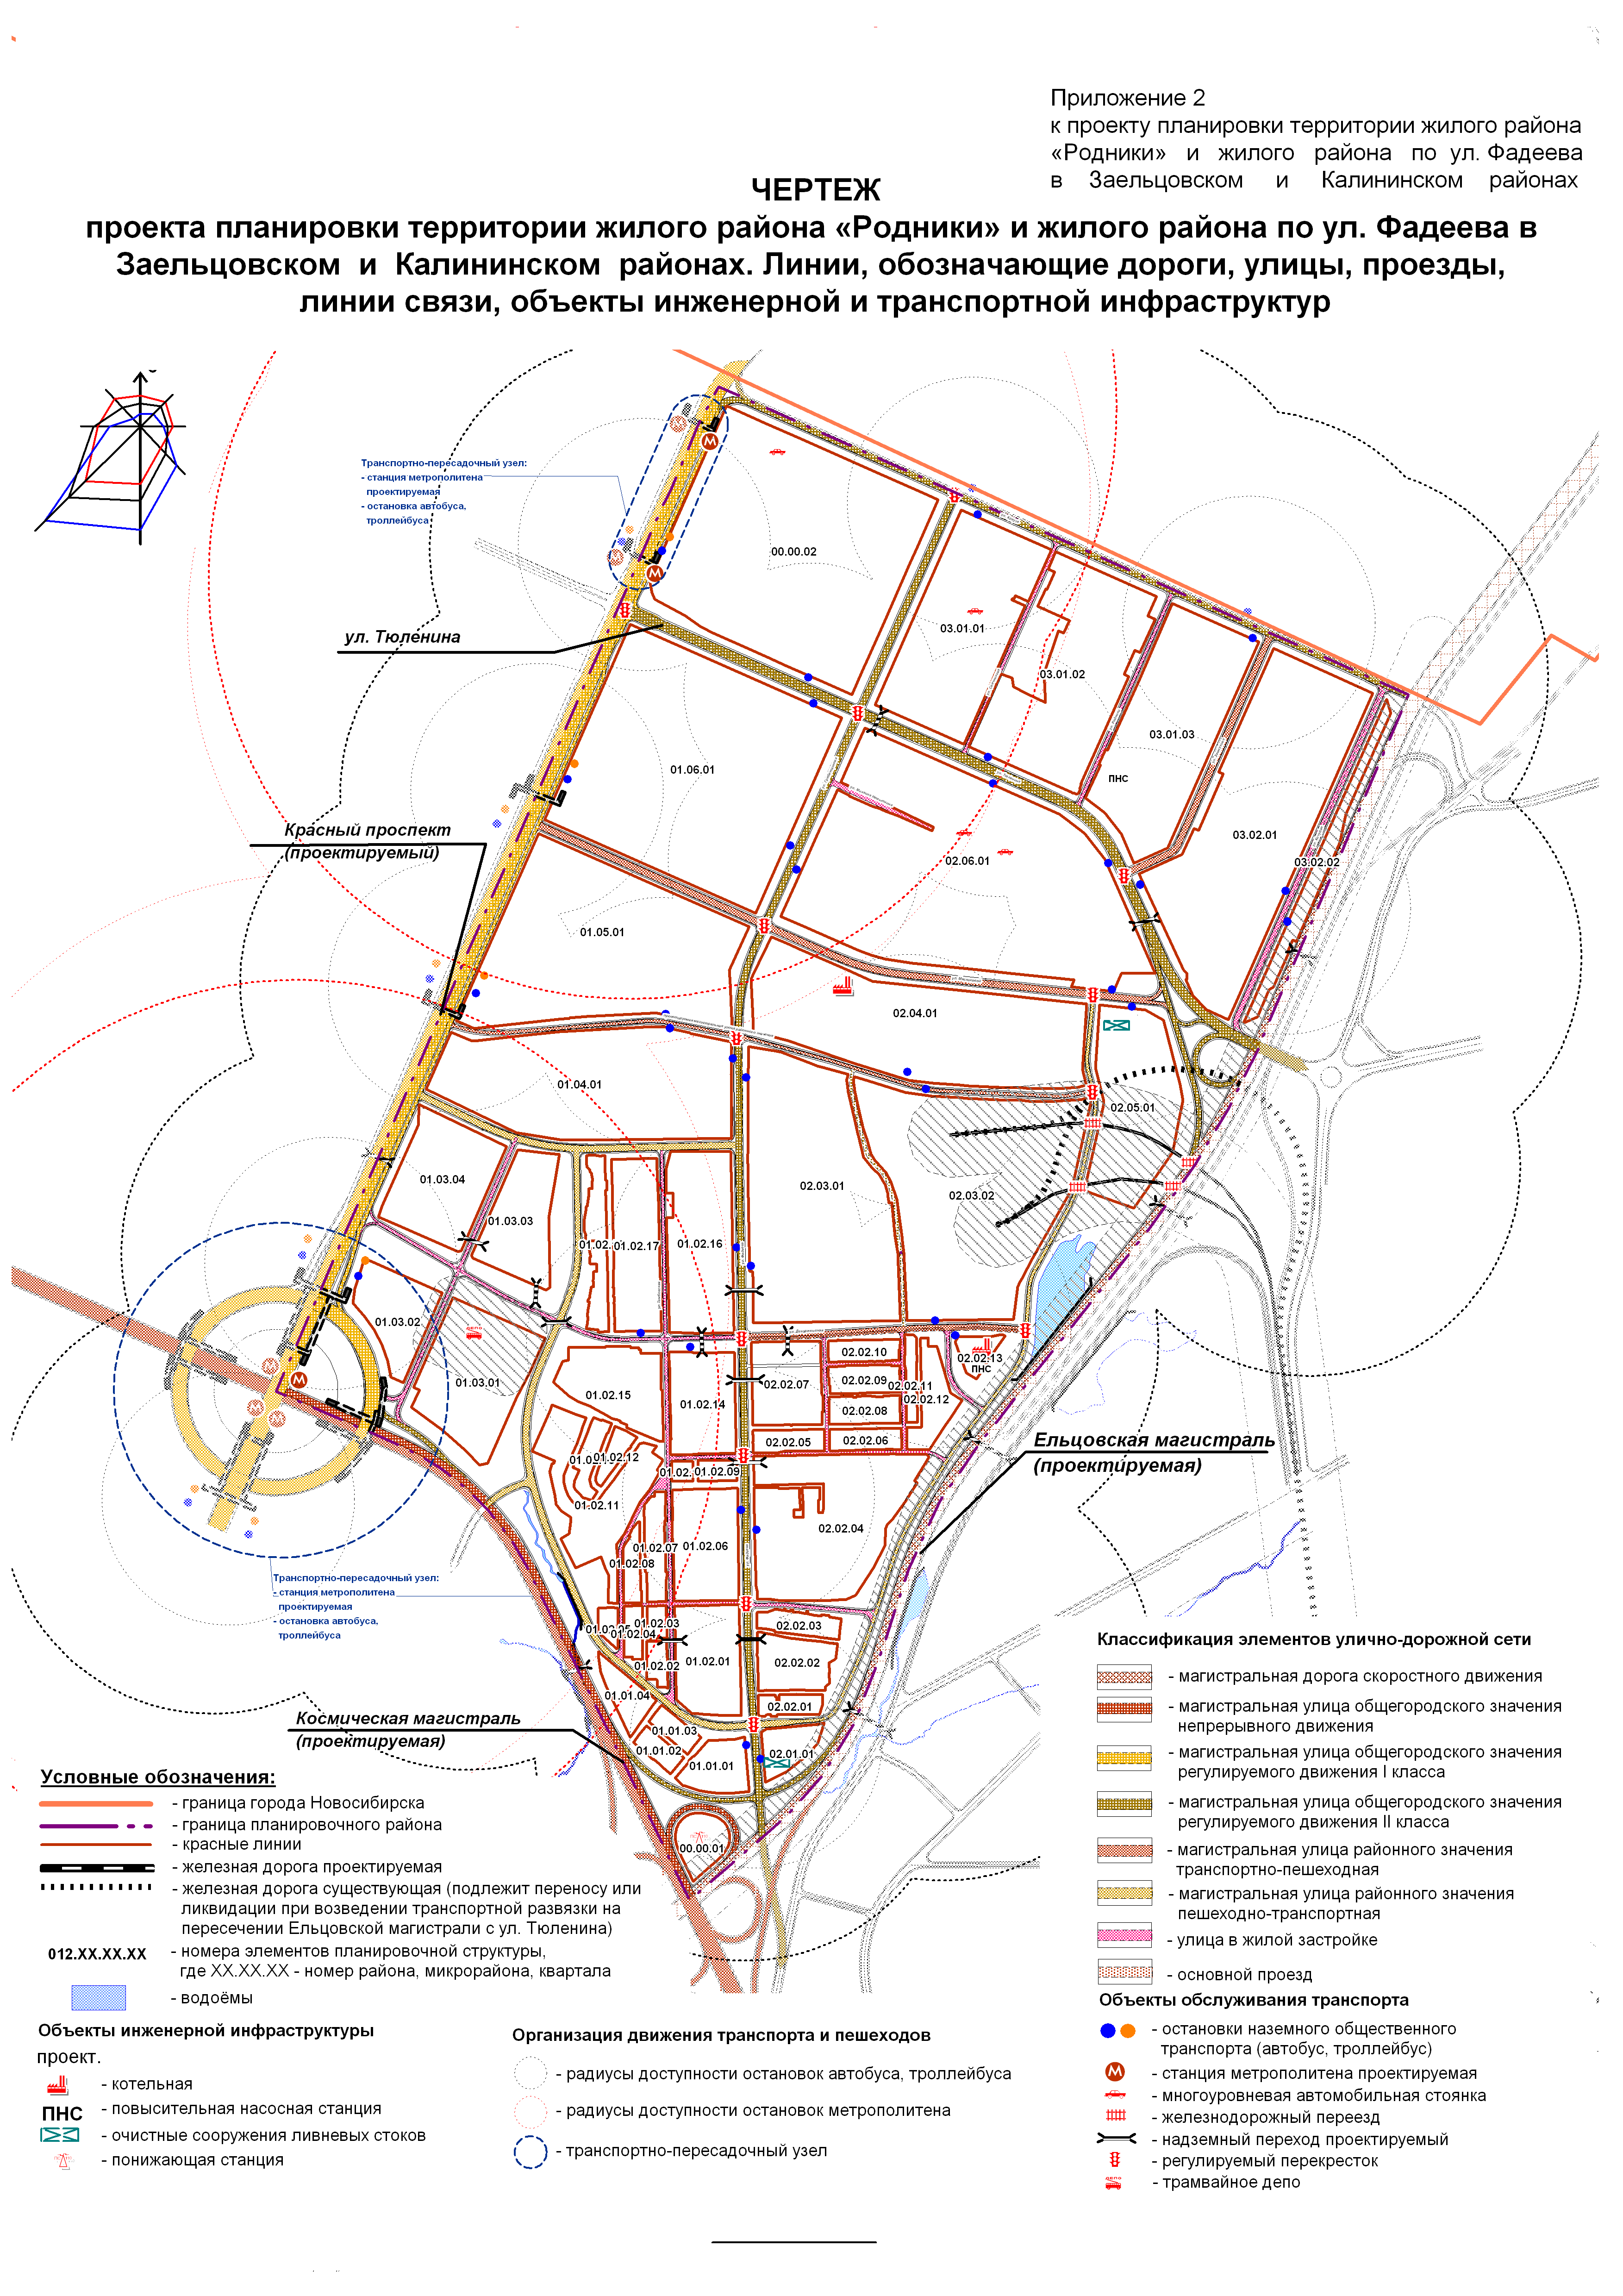 Приложение 2
к проекту планировки территории жилого района
«Родники» и жилого района по ул. Фадеева
в Заельцовском и Калининском районах
ЧЕРТЕЖ
проекта планировки территории жилого района «Родники» и жилого района по ул. Фадеева в
Заельцовском и Калининском районах. Линии, обозначающие дороги, улицы, проезды,
линии связи, объекты инженерной и транспортной инфраструктур
Транспортно-пересадочный узел:
- станция метрополитена
проектируемая
- остановка автобуса,
троллейбуса
00.00.02
ул. Тюленина
03.01.01
03.01.02
03.01.03
ПНС
01.06.01
Красный проспект
(проектируемый)
03.02.01
03.02.02
02.06.01
01.05.01
02.04.01
01.04.01
02.05.01
01.03.04
02.03.01
02.03.02
01.03.03
01.02.17
01.02.16
01.03.02
01.03.01
02.02.10
02.02.13
ПНС
02.02.07
02.02.09
02.02.11
02.02.12
01.02.15
01.02.14
02.02.08
02.02.05
02.02.06
Ельцовская магистраль
(проектируемая)
01.02.12
01.02.09
01.02.11
02.02.04
01.02.07
01.02.06
01.02.08
Транспортно-пересадочный узел:
- станция метрополитена
проектируемая
- остановка автобуса,
троллейбуса
01.02.03
01.02.04
02.02.03
01.02.02
01.02.01
02.02.02
01.01.04
02.02.01
Космическая магистраль
(проектируемая)
01.01.03
01.01.02
01.01.01
02.01.01
00.00.01
Условные обозначения:
- граница города Новосибирска
- граница планировочного района
- красные линии
- железная дорога проектируемая
- железная дорога существующая (подлежит переносу или
ликвидации при возведении транспортной развязки на
пересечении Ельцовской магистрали с ул. Тюленина)
012.XX.XX.XX - номера элементов планировочной структуры,
где XX.XX.XX - номер района, микрорайона, квартала
- водоёмы
Объекты инженерной инфраструктуры
проект.
- котельная
ПНС - повысительная насосная станция
- очистные сооружения ливневых стоков
- понижающая станция
Организация движения транспорта и пешеходов
- радиусы доступности остановок автобуса, троллейбуса
- радиусы доступности остановок метрополитена
- транспортно-пересадочный узел
Классификация элементов улично-дорожной сети
- магистральная дорога скоростного движения
- магистральная улица общегородского значения
непрерывного движения
- магистральная улица общегородского значения
регулируемого движения I класса
- магистральная улица общегородского значения
регулируемого движения II класса
- магистральная улица районного значения
транспортно-пешеходная
- магистральная улица районного значения
пешеходно-транспортная
- улица в жилой застройке
- основной проезд
Объекты обслуживания транспорта
- остановки наземного общественного
транспорта (автобус, троллейбус)
М - станция метрополитена проектируемая
- многоуровневая автомобильная стоянка
- железнодорожный переезд
- надземный переход проектируемый
- регулируемый перекресток
- трамвайное депо